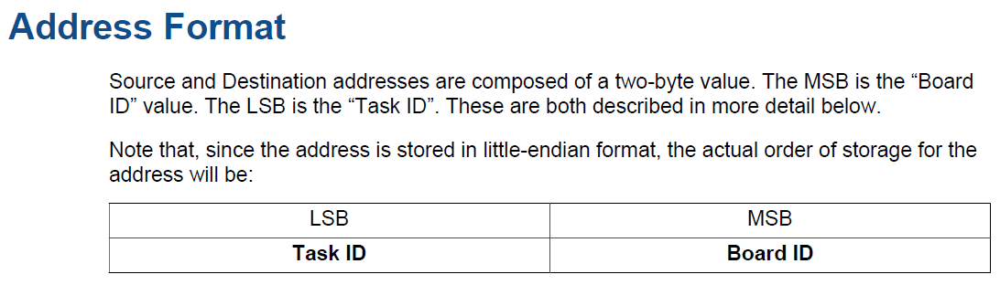 Address Format
Source and Destination addresses are composed of a two-byte value. The MSB is the “Board
ID” value. The LSB is the “Task ID”. These are both described in more detail below.
Note that, since the address is stored in little-endian format, the actual order of storage for the
address will be:
LSB MSB
Task ID Board ID